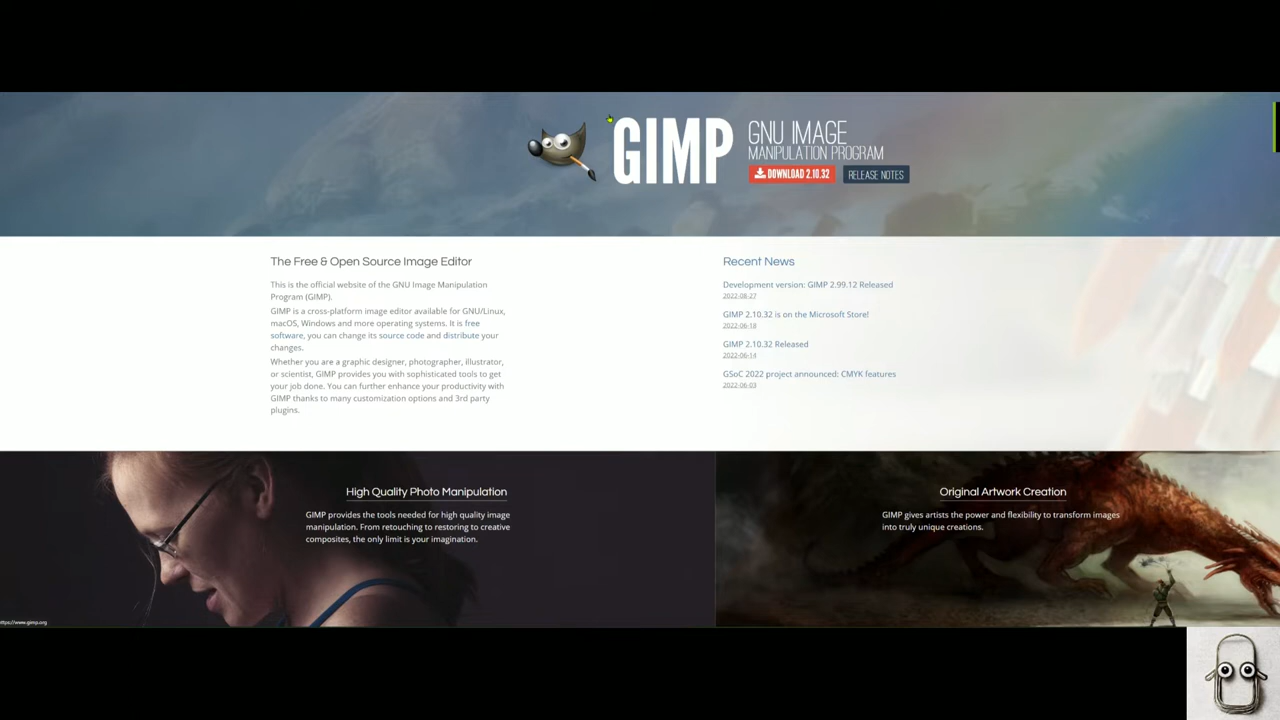 GIMP
GNU IMAGE
MANIPULATION PROGRAM
DOWNLOAD 2.10.32
RELEASE NOTES
The Free & Open Source Image Editor
This is the official website of the GNU Image Manipulation
Program (GIMP).
GIMP is a cross-platform image editor available for GNU/Linux,
macOS, Windows and more operating systems. It is free
software, you can change its source code and distribute your
changes.
Whether you are a graphic designer, photographer, illustrator,
or scientist, GIMP provides you with sophisticated tools to get
your job done. You can further enhance your productivity with
GIMP thanks to many customization options and 3rd party
plugins.
Recent News
Development version: GIMP 2.99.12 Released
2022-08-27
GIMP 2.10.32 is on the Microsoft Store!
2022-06-18
GIMP 2.10.32 Released
2022-06-14
GSoC 2022 project announced: CMYK features
2022-06-03
High Quality Photo Manipulation
GIMP provides the tools needed for high quality image
manipulation. From retouching to restoring to creative
composites, the only limit is your imagination.
Original Artwork Creation
GIMP gives artists the power and flexibility to transform images
into truly unique creations.
ttps://www.gimp.org